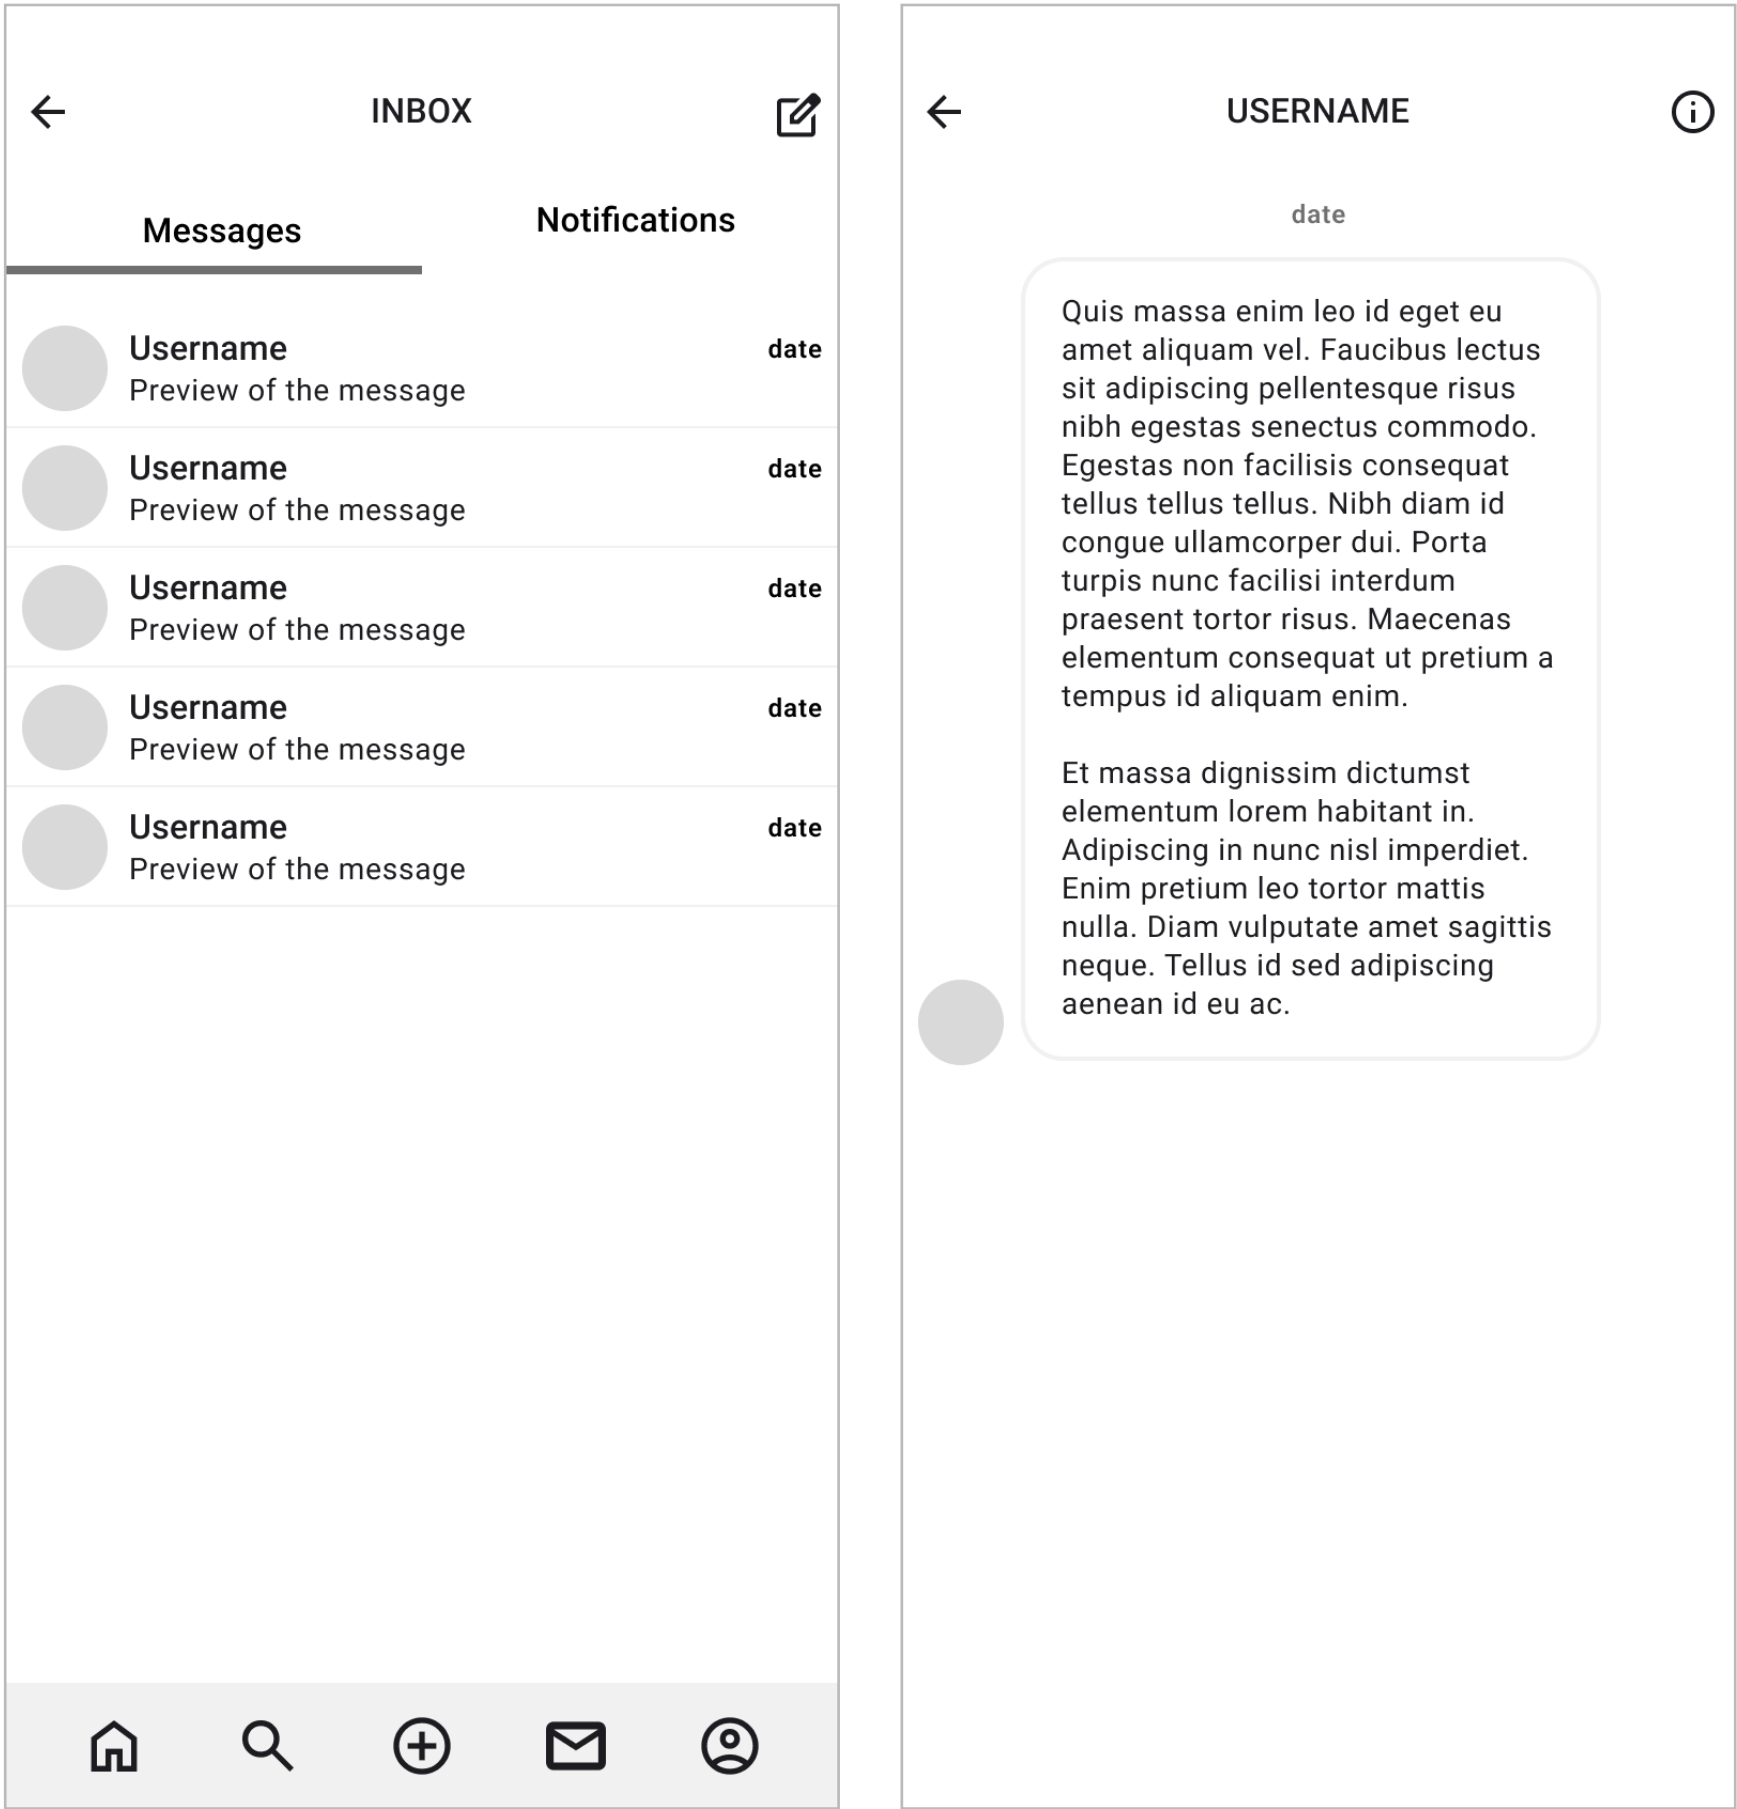 INBOX
Messages
Notifications
Username
date
Preview of the message
Username
date
Preview of the message
Username
date
Preview of the message
Username
date
Preview of the message
Username
date
Preview of the message
USERNAME
date
Quis massa enim leo id eget eu
amet aliquam vel. Faucibus lectus
sit adipiscing pellentesque risus
nibh egestas senectus commodo.
Egestas non facilisis consequat
tellus tellus tellus. Nibh diam id
congue ullamcorper dui. Porta
turpis nunc facilisi interdum
praesent tortor risus. Maecenas
elementum consequat ut pretium a
tempus id aliquam enim.
Et massa dignissim dictumst
elementum lorem habitant in.
Adipiscing in nunc nisl imperdiet.
Enim pretium leo tortor mattis
nulla. Diam vulputate amet sagittis
neque. Tellus id sed adipiscing
aenean id eu ac.